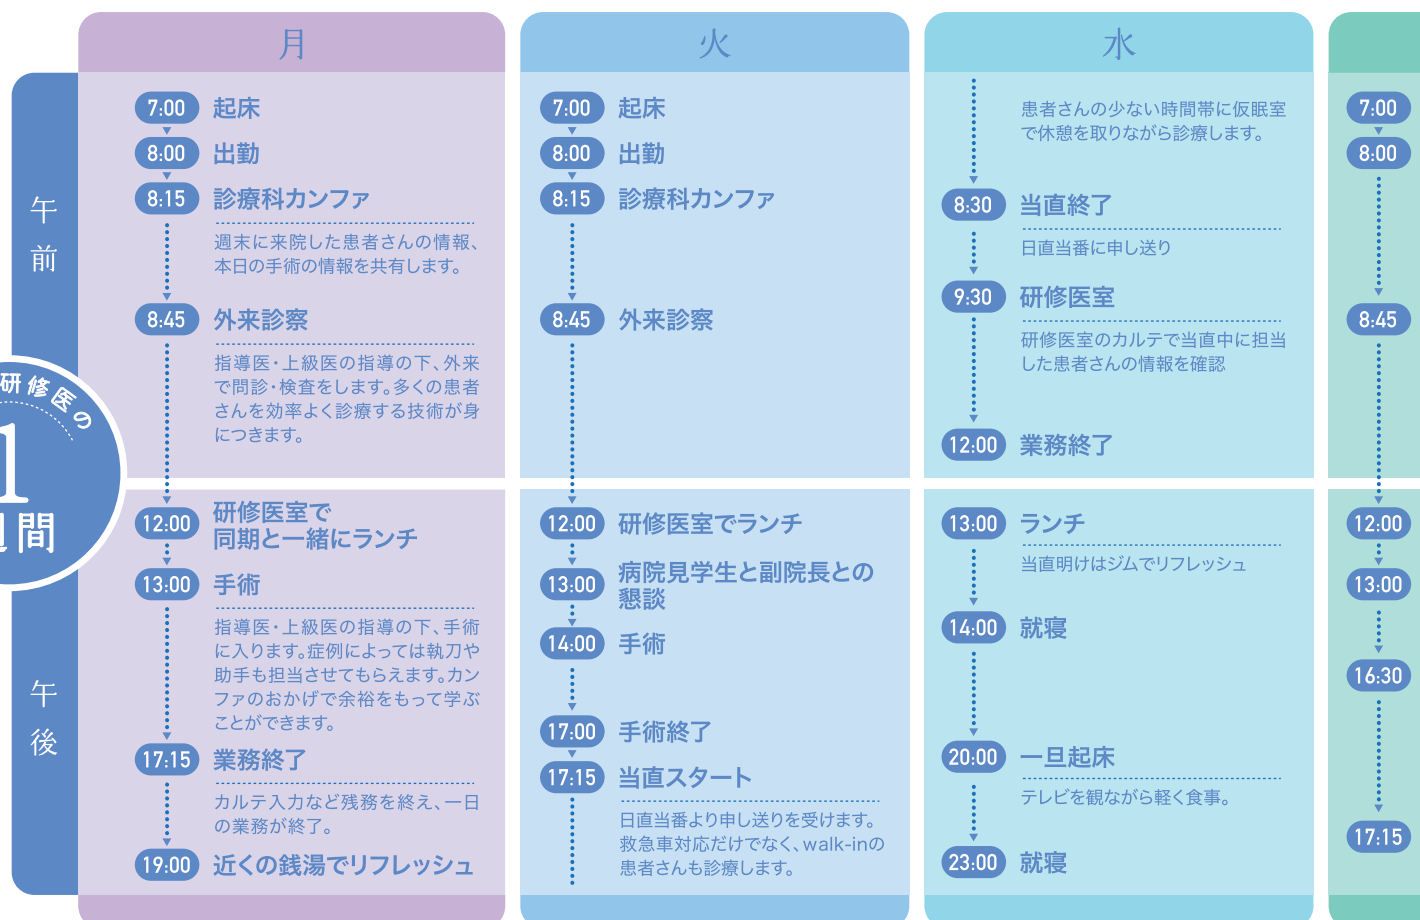 午前
研修医の
1
週間
午後
月
7:00 起床
8:00 出勤
8:15 診療科カンファ
週末に来院した患者さんの情報、
本日の手術の情報を共有します。
8:45 外来診察
指導医・上級医の指導の下、外来
で問診・検査をします。多くの患者
さんを効率よく診療する技術が身
につきます。
12:00 研修医室で
同期と一緒にランチ
13:00 手術
指導医・上級医の指導の下、手術
に入ります。症例によっては執刀や
助手も担当させてもらえます。カン
ファのおかげで余裕をもって学ぶ
ことができます。
17:15 業務終了
カルテ入力など残務を終え、一日
の業務が終了。
19:00 近くの銭湯でリフレッシュ
火
7:00 起床
8:00 出勤
8:15 診療科カンファ
8:45 外来診察
12:00 研修医室でランチ
13:00 病院見学生と副院長との
懇談
14:00 手術
17:00 手術終了
17:15 当直スタート
日直当番より申し送りを受けます。
救急車対応だけでなく、walk-inの
患者さんも診療します。
水
患者さんの少ない時間帯に仮眠室
で休憩を取りながら診療します。
8:30 当直終了
日直当番に申し送り
9:30 研修医室
研修医室のカルテで当直中に担当
した患者さんの情報を確認
12:00 業務終了
13:00 ランチ
当直明けはジムでリフレッシュ
14:00 就寝
20:00 一旦起床
テレビを観ながら軽く食事。
23:00 就寝
7:00
8:00
8:45
12:00
13:00
16:30
17:15